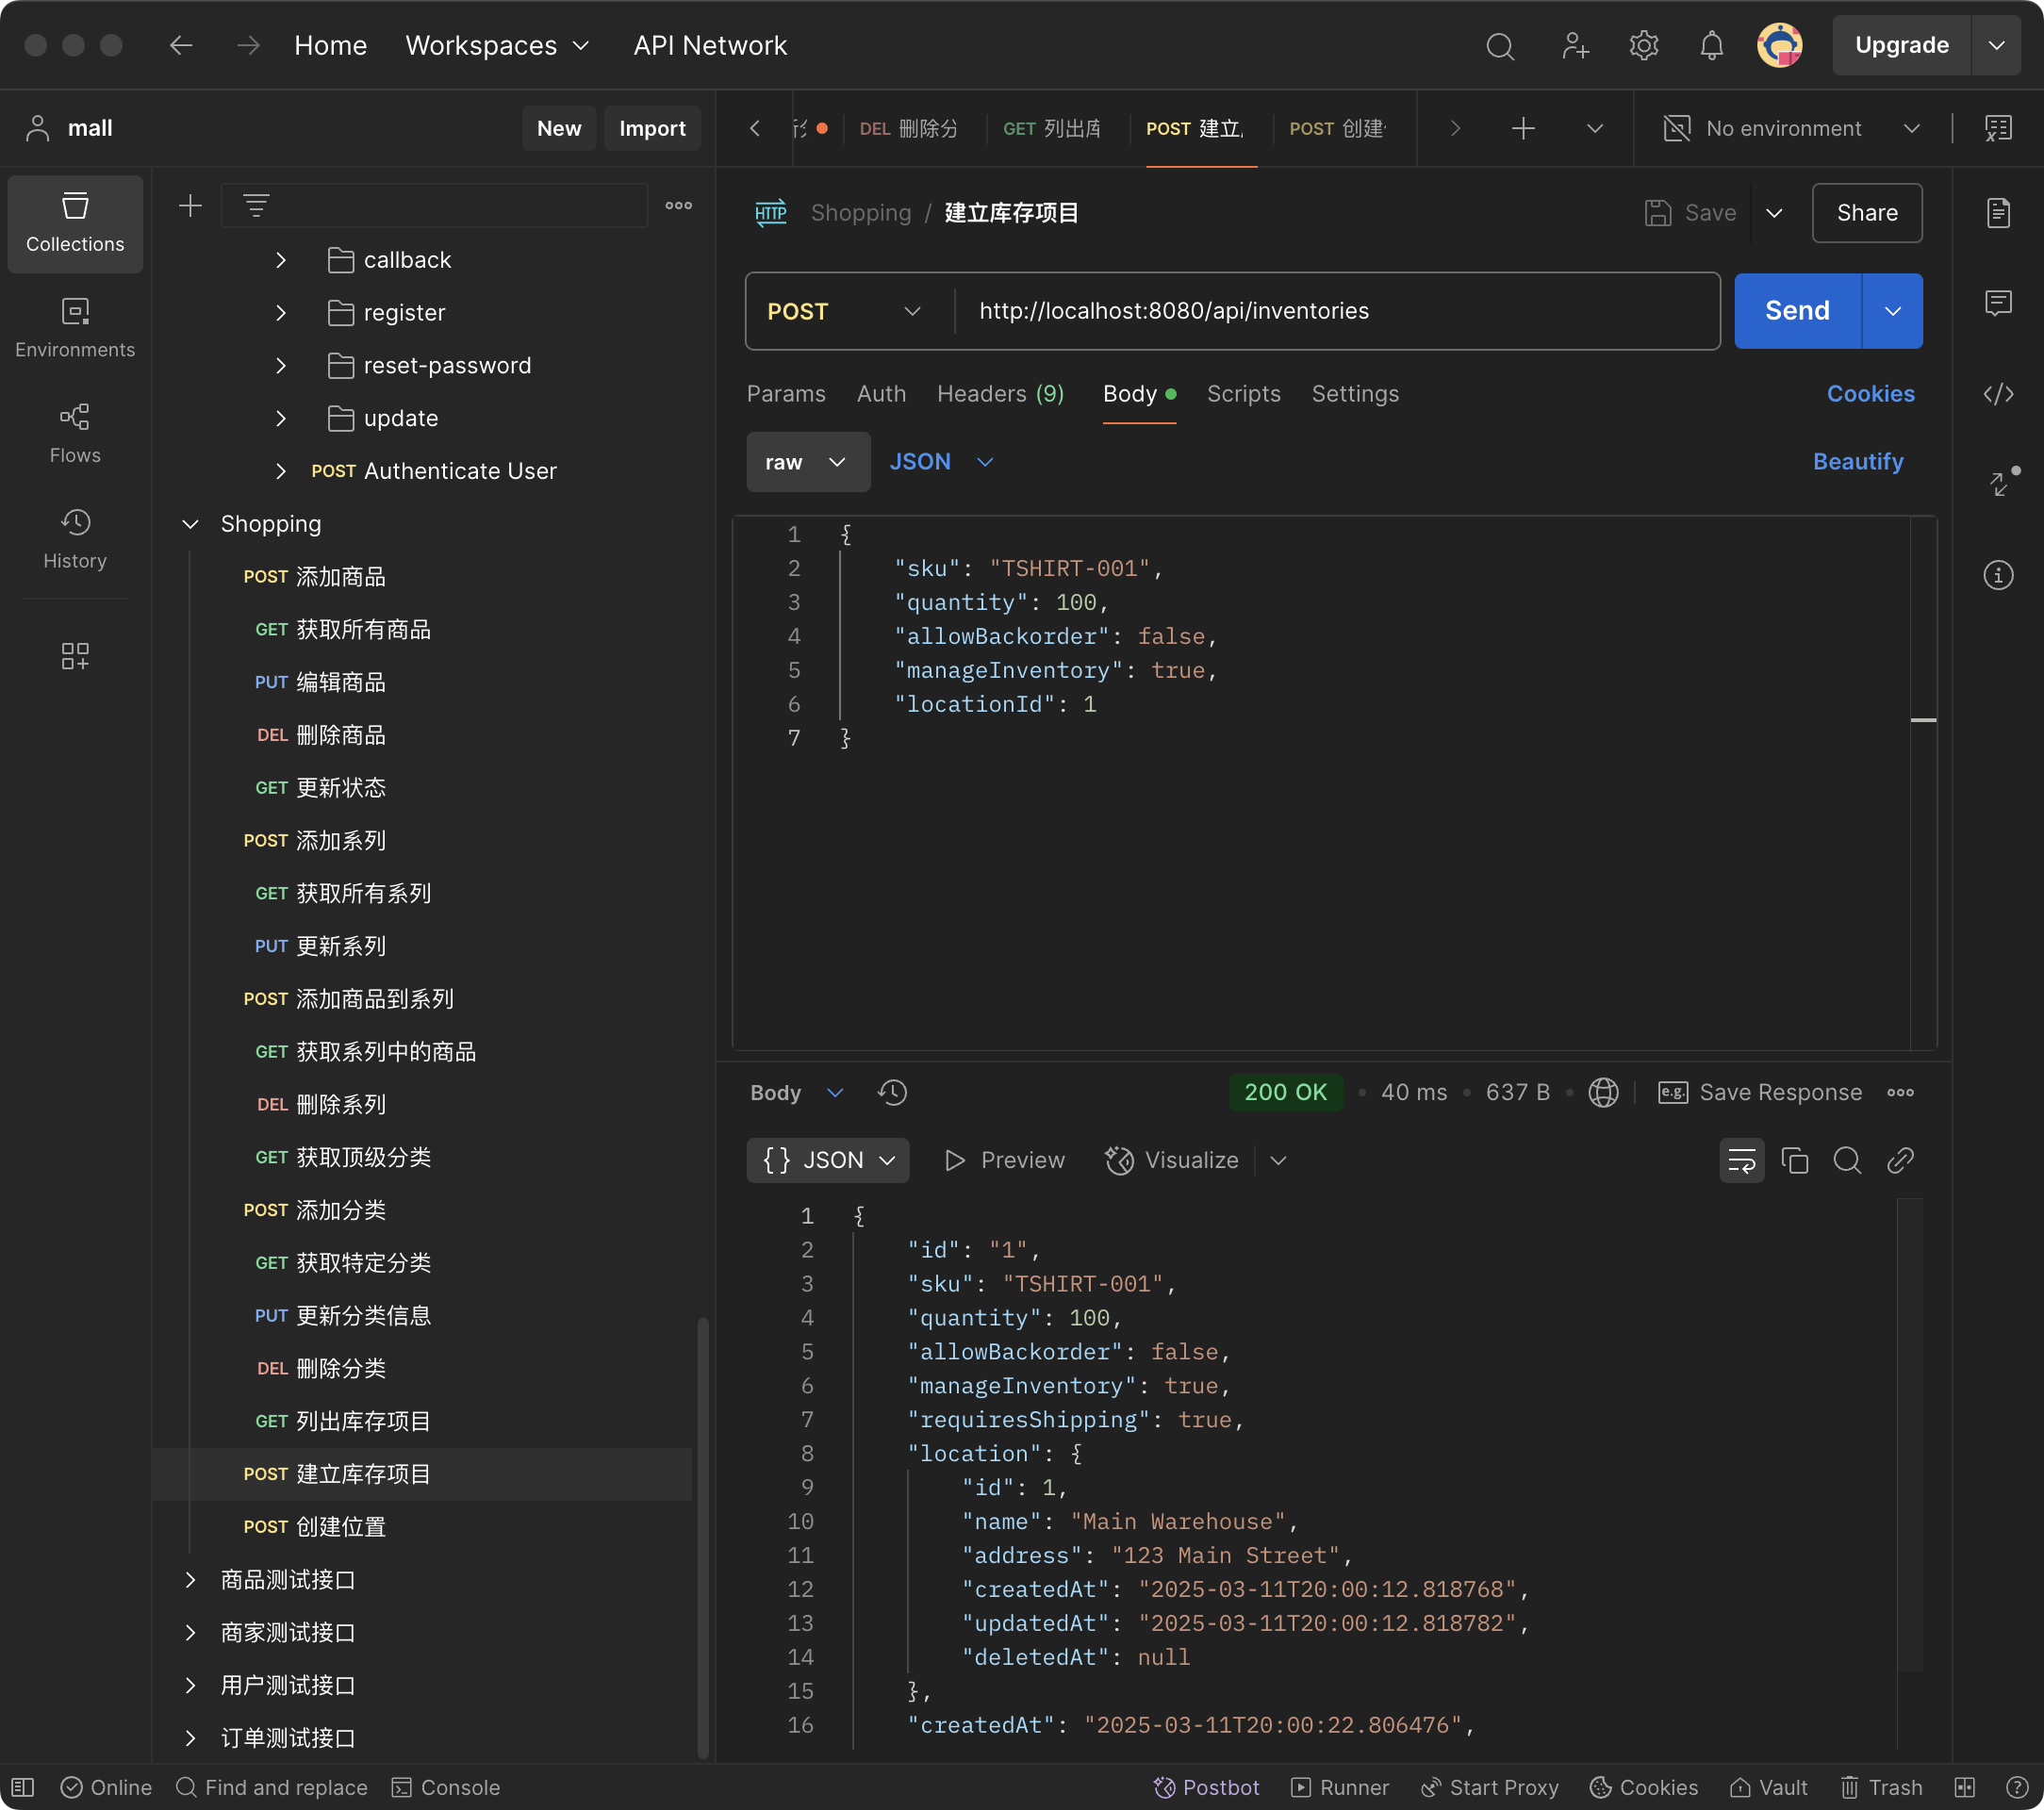 Home Workspaces API Network Upgrade
mall New Import
DEL 删除分 GET 列出库 POST 建立 POST 创建 No environment
Collections
Environments
Flows
History
callback
register
reset-password
update
POST Authenticate User
Shopping
POST 添加商品
GET 获取所有商品
PUT 编辑商品
DEL 删除商品
GET 更新状态
POST 添加系列
GET 获取所有系列
PUT 更新系列
POST 添加商品到系列
GET 获取系列中的商品
DEL 删除系列
GET 获取顶级分类
POST 添加分类
GET 获取特定分类
PUT 更新分类信息
DEL 删除分类
GET 列出库存项目
POST 建立库存项目
POST 创建位置
商品测试接口
商家测试接口
用户测试接口
订单测试接口
HTTP Shopping / 建立库存项目 Save Share
POST http://localhost:8080/api/inventories Send
Params Auth Headers (9) Body Scripts Settings Cookies
raw JSON Beautify
1 {
2 "sku": "TSHIRT-001",
3 "quantity": 100,
4 "allowBackorder": false,
5 "manageInventory": true,
6 "locationId": 1
7 }
Body 200 OK • 40 ms • 637 B • e.g. Save Response
{} JSON Preview Visualize
1 {
2 "id": "1",
3 "sku": "TSHIRT-001",
4 "quantity": 100,
5 "allowBackorder": false,
6 "manageInventory": true,
7 "requiresShipping": true,
8 "location": {
9 "id": 1,
10 "name": "Main Warehouse",
11 "address": "123 Main Street",
12 "createdAt": "2025-03-11T20:00:12.818768",
13 "updatedAt": "2025-03-11T20:00:12.818782",
14 "deletedAt": null
15 },
16 "createdAt": "2025-03-11T20:00:22.806476",
Online Find and replace Console Postbot Runner Start Proxy Cookies Vault Trash